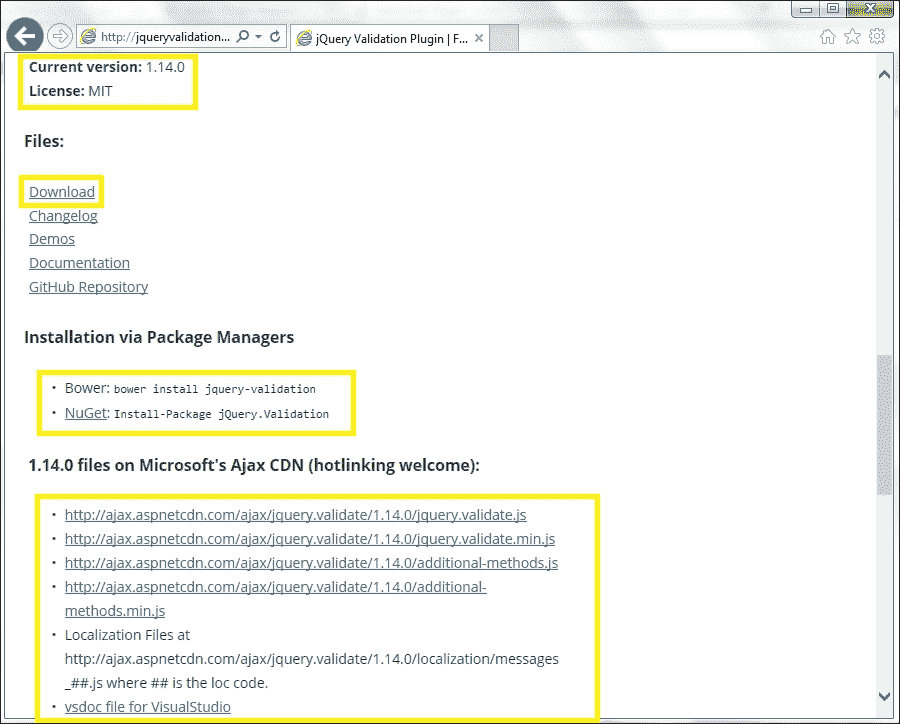 http://jqueryvalidation...
jQuery Validation Plugin | F...
Current version: 1.14.0
License: MIT
Files:
Download
Changelog
Demos
Documentation
GitHub Repository
Installation via Package Managers
• Bower: bower install jquery-validation
• NuGet: Install-Package jQuery.Validation
1.14.0 files on Microsoft's Ajax CDN (hotlinking welcome):
• http://ajax.aspnetcdn.com/ajax/jquery.validate/1.14.0/jquery.validate.js
• http://ajax.aspnetcdn.com/ajax/jquery.validate/1.14.0/jquery.validate.min.js
• http://ajax.aspnetcdn.com/ajax/jquery.validate/1.14.0/additional-methods.js
• http://ajax.aspnetcdn.com/ajax/jquery.validate/1.14.0/additional-
methods.min.js
• Localization Files at
http://ajax.aspnetcdn.com/ajax/jquery.validate/1.14.0/localization/messages
_##.js where ## is the loc code.
• vsdoc file for VisualStudio